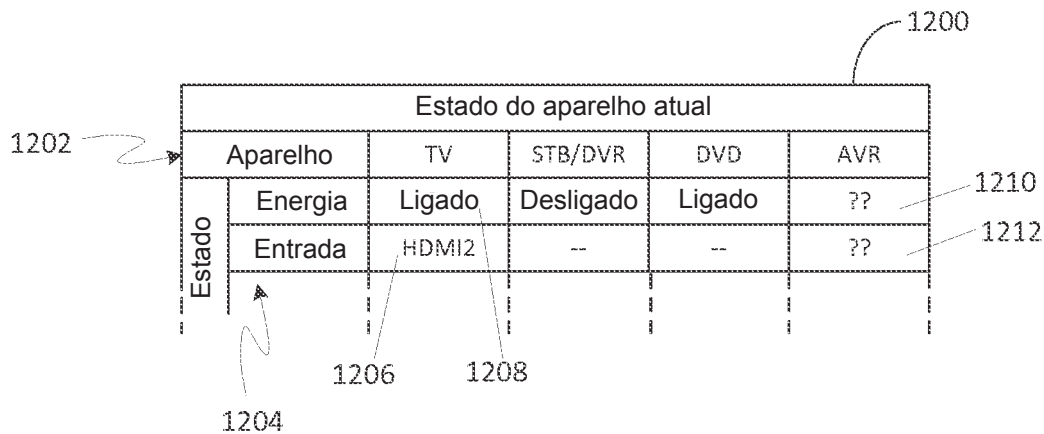 1200
Estado do aparelho atual
1202
Aparelho TV STB/DVR DVD AVR
Estado
Energia Ligado Desligado Ligado ??
1210
Entrada HDMI2 -- -- ??
1212
1206 1208
1204